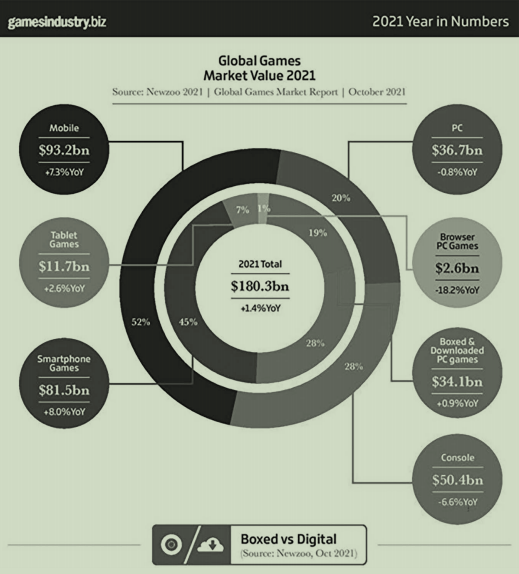 gamesindustry.biz
2021 Year in Numbers
Global Games
Market Value 2021
Source: Newzoo 2021 | Global Games Market Report | October 2021
Mobile
$93.2bn
+7.3%YoY
PC
$36.7bn
-0.8%YoY
Tablet
Games
$11.7bn
+2.6%YoY
Browser
PC Games
$2.6bn
-18.2%YoY
Smartphone
Games
$81.5bn
+8.0%YoY
Boxed &
Downloaded
PC games
$34.1bn
+0.9%YoY
Console
$50.4bn
-6.6%YoY
20%
7%
1%
19%
52%
45%
28%
28%
2021 Total
$180.3bn
+1.4%YoY
Boxed vs Digital
(Source: Newzoo, Oct 2021)